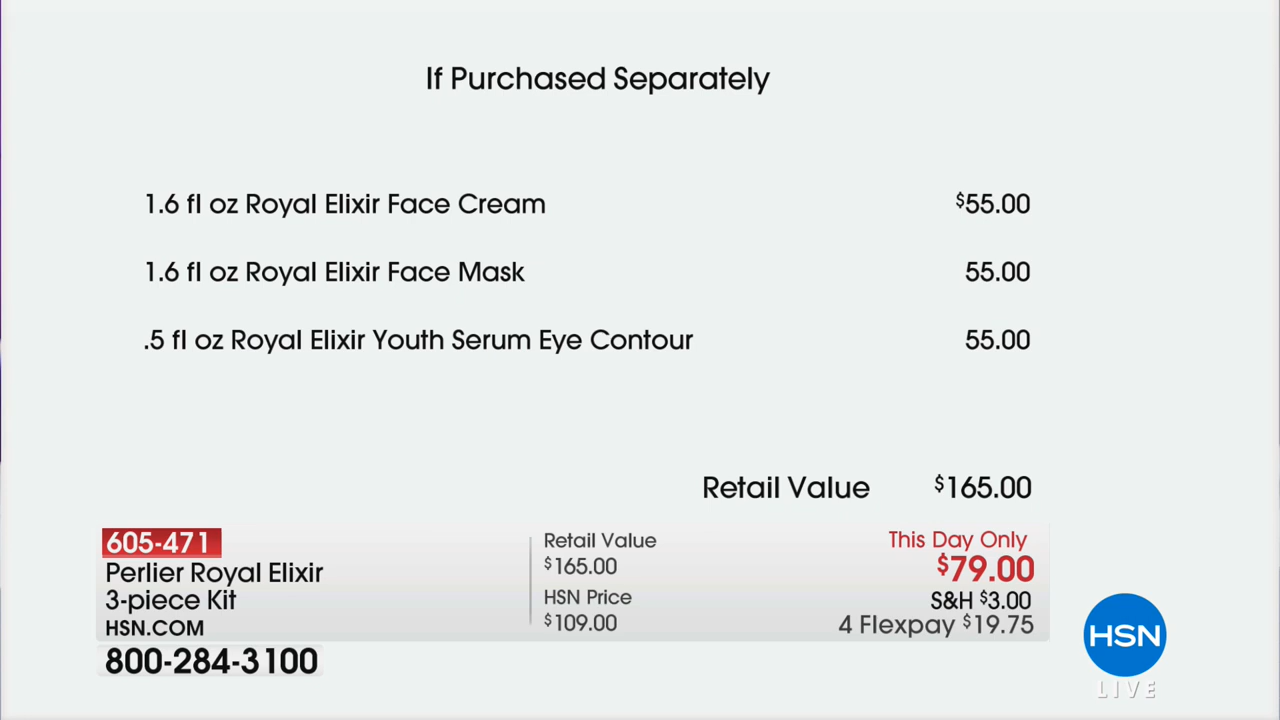 If Purchased Separately
1.6 fl oz Royal Elixir Face Cream $55.00
1.6 fl oz Royal Elixir Face Mask 55.00
.5 fl oz Royal Elixir Youth Serum Eye Contour 55.00
Retail Value $165.00
605-471
Perlier Royal Elixir
3-piece Kit
HSN.COM
800-284-3100
Retail Value
$165.00
HSN Price
$109.00
This Day Only
$79.00
S&H $3.00
4 Flexpay $19.75
HSN
LIVE